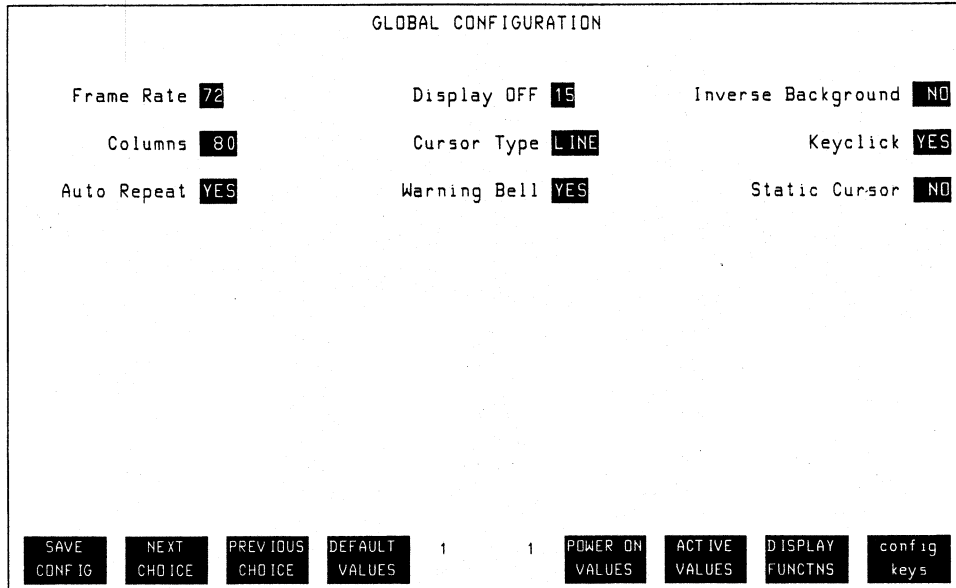 GLOBAL CONFIGURATION
Frame Rate 72 Display OFF 15 Inverse Background NO
Columns 80 Cursor Type LINE Keyclick YES
Auto Repeat YES Warning Bell YES Static Cursor NO
SAVE NEXT PREVIOUS DEFAULT 1 1 POWER ON ACTIVE DISPLAY config
CONFIG CHOICE CHOICE VALUES VALUES VALUES FUNCTNS keys